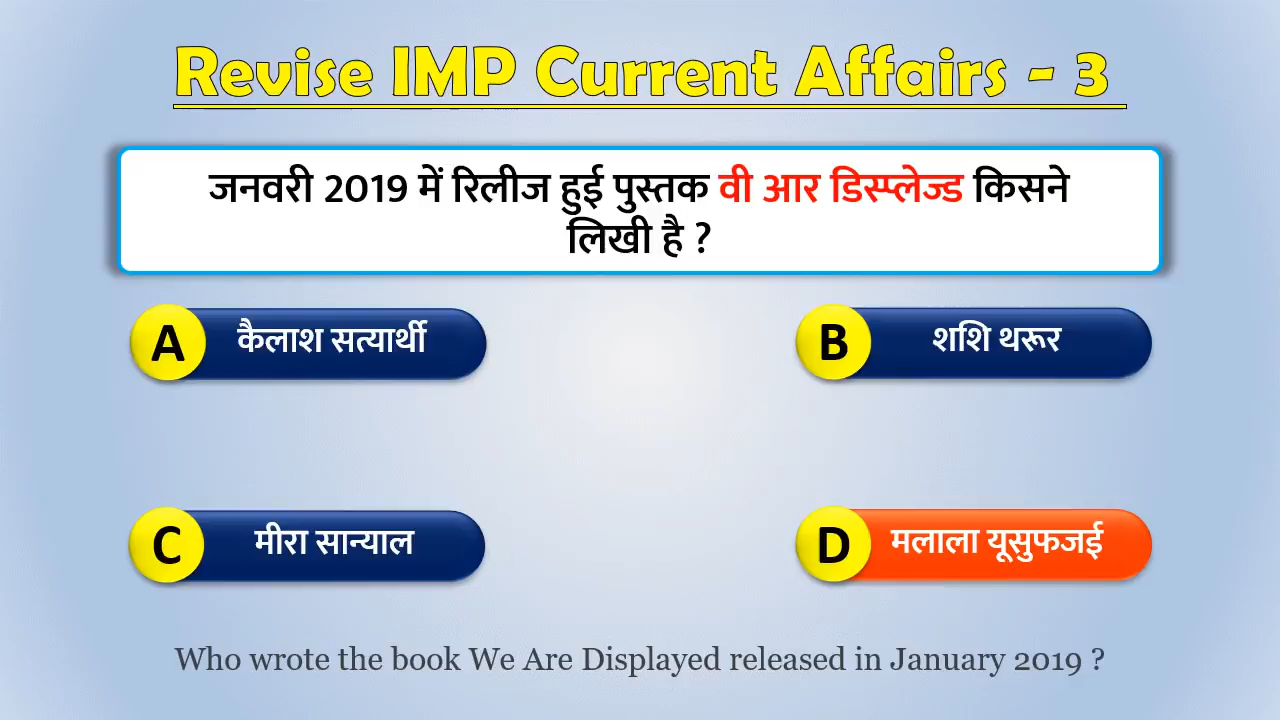 Revise IMP Current Affairs - 3
जनवरी 2019 में रिलीज हुई पुस्तक वी आर डिस्प्लेज्ड किसने
लिखी है ?
A कैलाश सत्यार्थी
B शशि थरूर
C मीरा सान्याल
D मलाला यूसुफजई
Who wrote the book We Are Displayed released in January 2019 ?